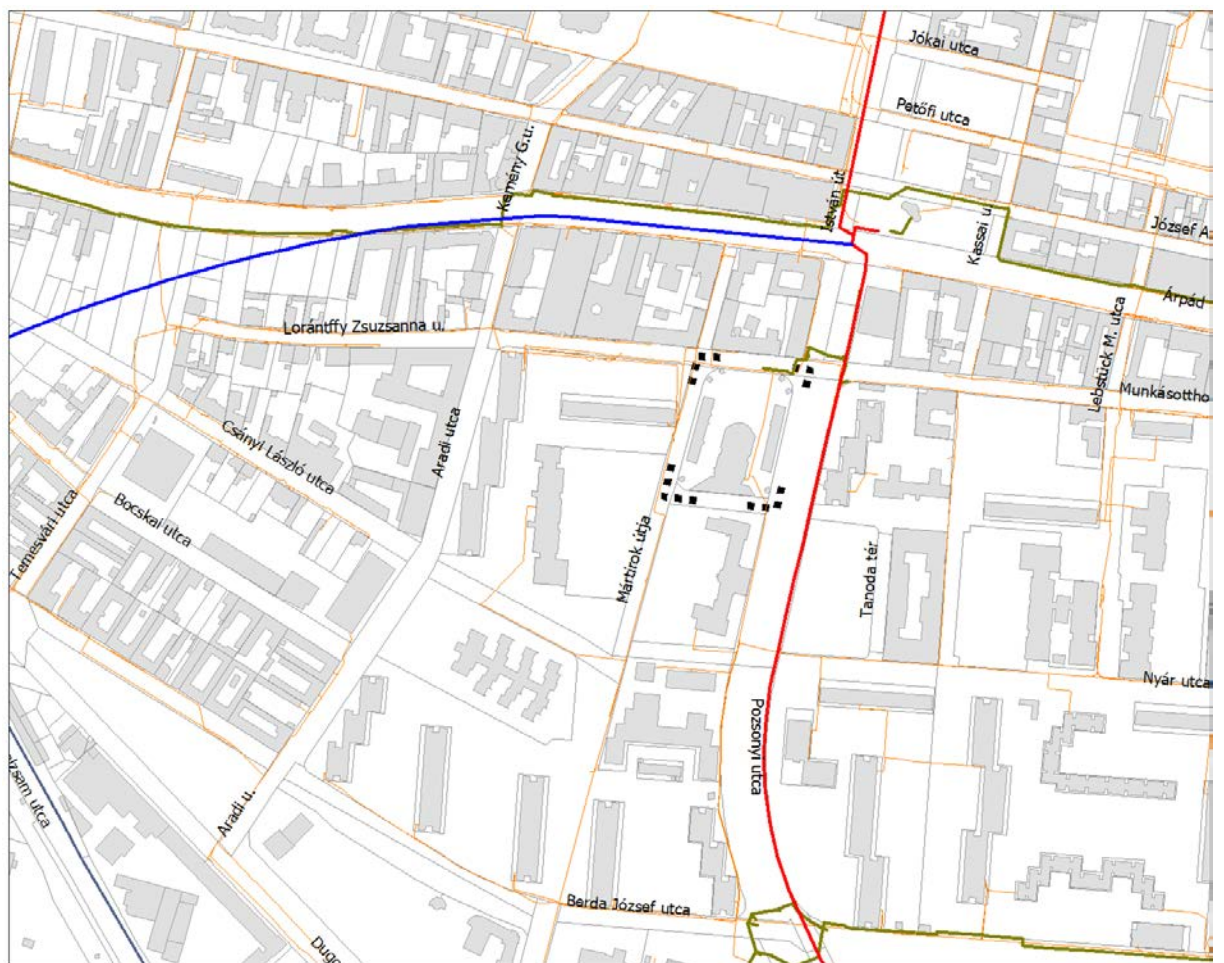 Jókai utca
Petőfi utca
Kemény G.u.
István út
Kassai u.
József A.
Árpád
Lorántffy Zsuzsanna u.
Lebstück M. utca
Munkásottho
Aradi utca
Csányi László utca
Bocskai utca
Temesvári utca
Mártírok útja
Tanoda tér
Nyár utca
Pozsonyi utca
Aradi u.
utca
Berda József utca
Dugo